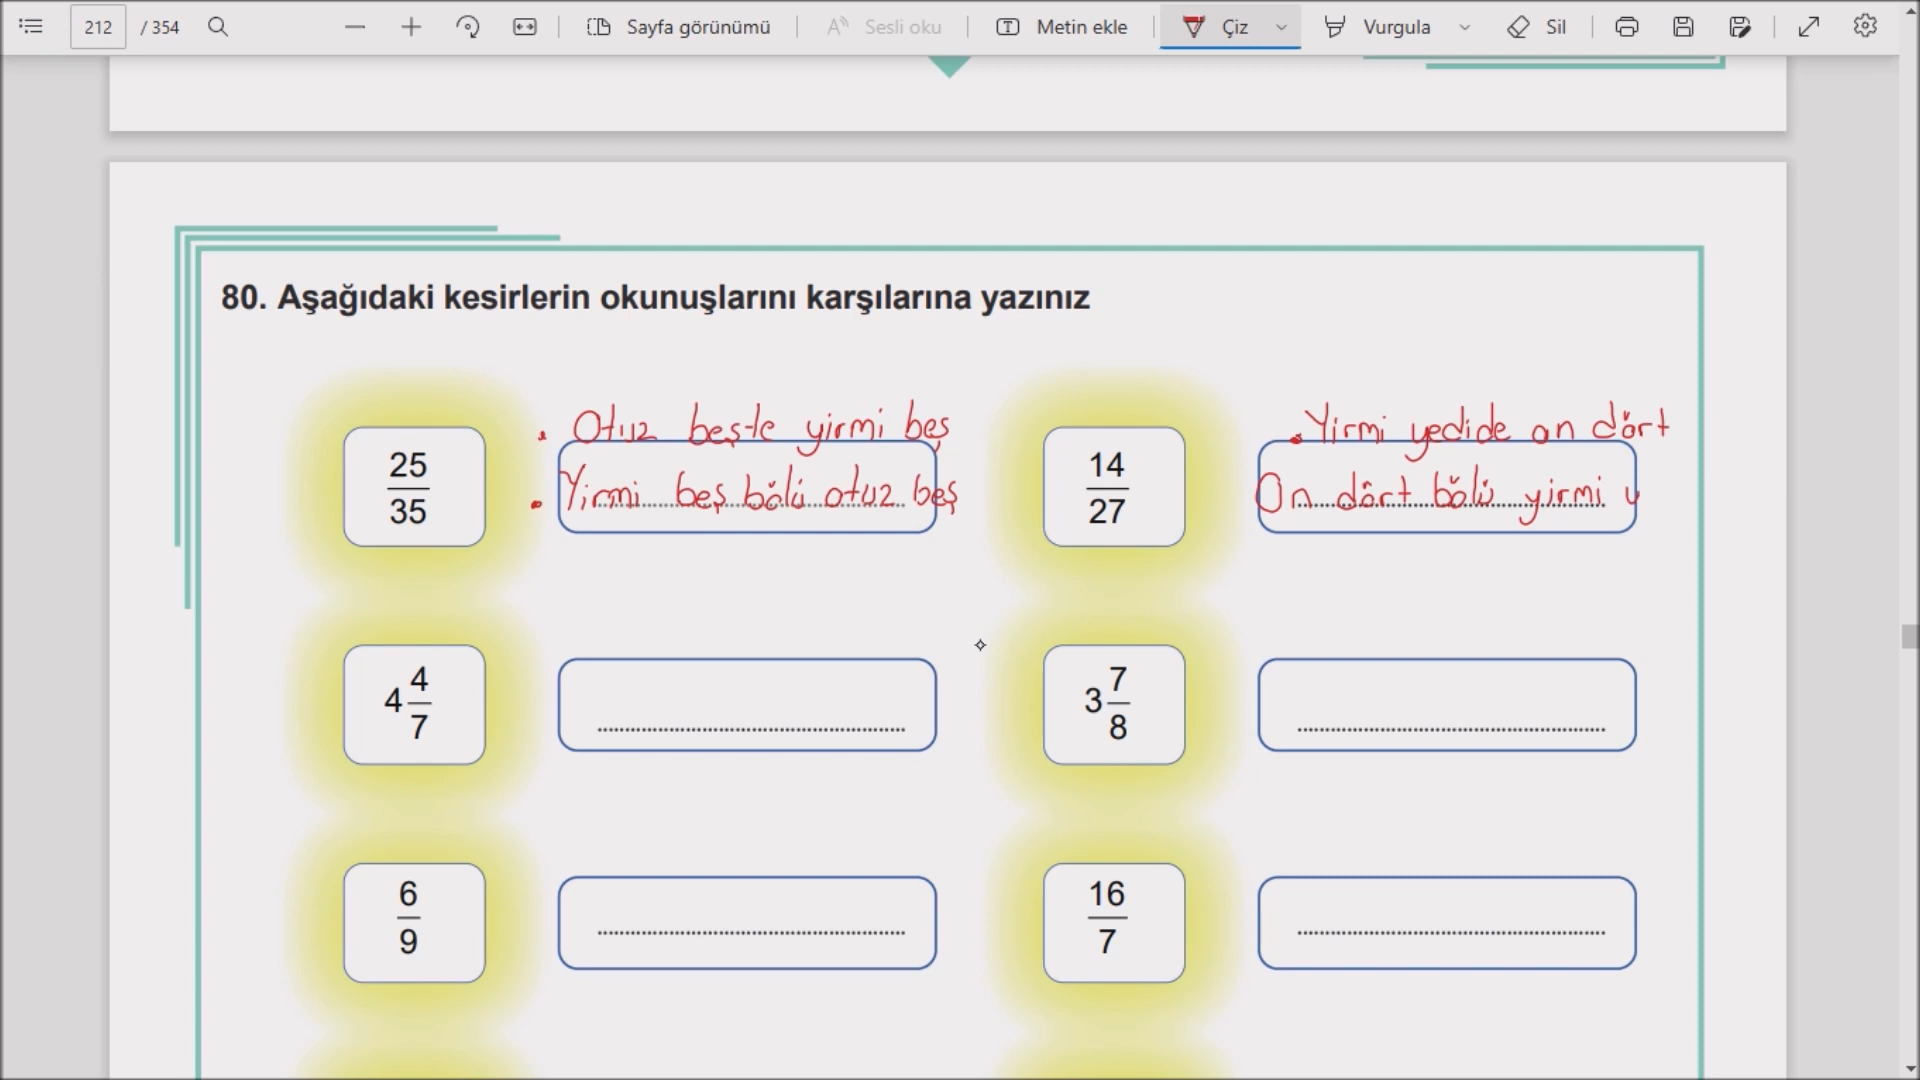 212 / 354 Sayfa görünümü Sesli oku Metin ekle Çiz Vurgula Sil
80. Aşağıdaki kesirlerin okunuşlarını karşılarına yazınız
25
35
. Otuz beşte yirmi beş
. Yirmi beş bölü otuz beş
14
27
. Yirmi yedide on dört
On dört bölü yirmi
4 4
7
....................
3 7
8
....................
6
9
....................
16
7
....................